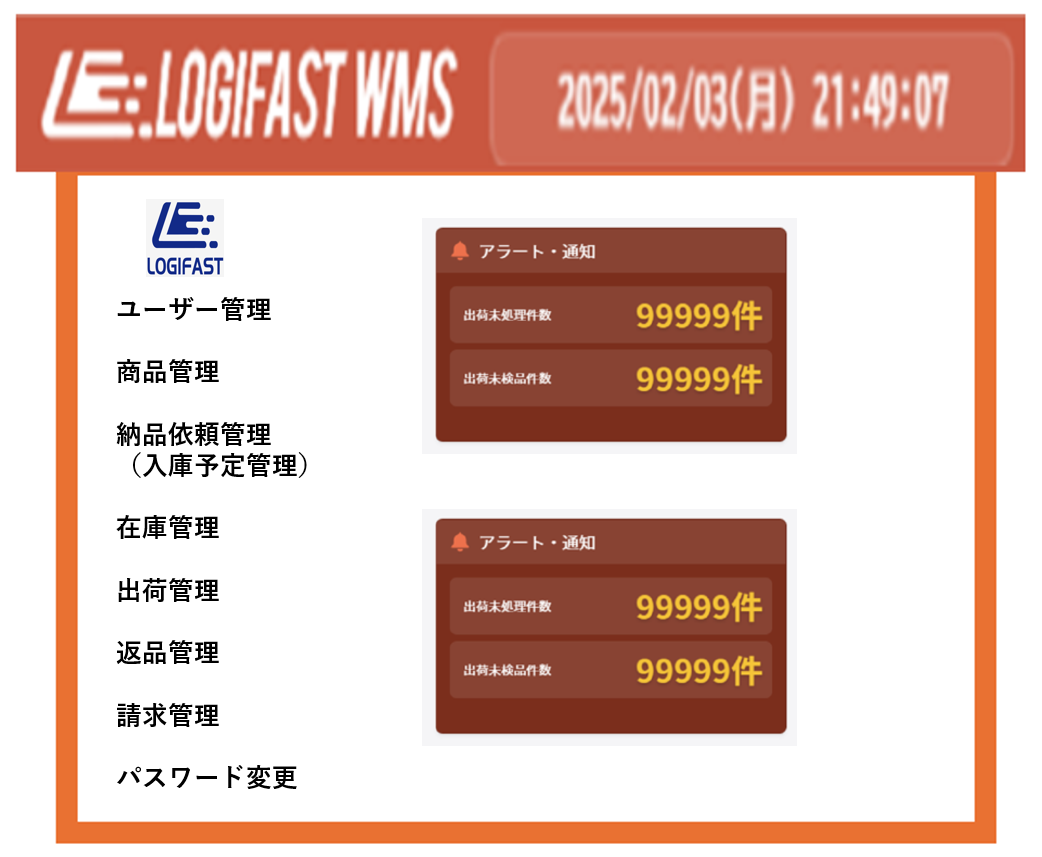 LOGIFAST WMS
2025/02/03(月) 21:49:07
LOGIFAST
ユーザー管理
商品管理
納品依頼管理
（入庫予定管理）
在庫管理
出荷管理
返品管理
請求管理
パスワード変更
アラート・通知
出荷未処理件数 99999件
出荷未検品件数 99999件
アラート・通知
出荷未処理件数 99999件
出荷未検品件数 99999件